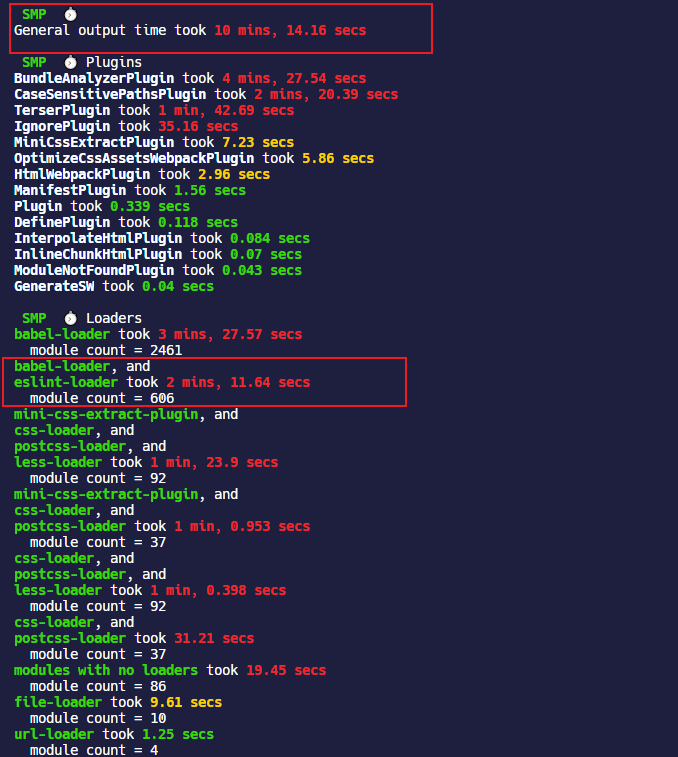 SMP ⏱
General output time took 10 mins, 14.16 secs
SMP ⏱ Plugins
BundleAnalyzerPlugin took 4 mins, 27.54 secs
CaseSensitivePathsPlugin took 2 mins, 20.39 secs
TerserPlugin took 1 min, 42.69 secs
IgnorePlugin took 35.16 secs
MiniCssExtractPlugin took 7.23 secs
OptimizeCssAssetsWebpackPlugin took 5.86 secs
HtmlWebpackPlugin took 2.96 secs
ManifestPlugin took 1.56 secs
Plugin took 0.339 secs
DefinePlugin took 0.118 secs
InterpolateHtmlPlugin took 0.084 secs
InlineChunkHtmlPlugin took 0.07 secs
ModuleNotFoundPlugin took 0.043 secs
GenerateSW took 0.04 secs
SMP ⏱ Loaders
babel-loader took 3 mins, 27.57 secs
module count = 2461
babel-loader, and
eslint-loader took 2 mins, 11.64 secs
module count = 606
mini-css-extract-plugin, and
css-loader, and
postcss-loader, and
less-loader took 1 min, 23.9 secs
module count = 92
mini-css-extract-plugin, and
css-loader, and
postcss-loader took 1 min, 0.953 secs
module count = 37
css-loader, and
postcss-loader, and
less-loader took 1 min, 0.398 secs
module count = 92
css-loader, and
postcss-loader took 31.21 secs
module count = 37
modules with no loaders took 19.45 secs
module count = 86
file-loader took 9.61 secs
module count = 10
url-loader took 1.25 secs
module count = 4